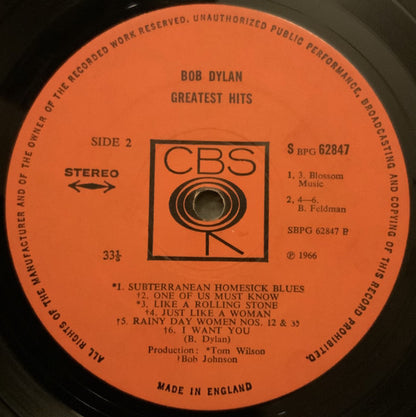 ALL RIGHTS OF THE MANUFACTURER AND OF THE OWNER OF THE RECORDED WORK RESERVED. UNAUTHORIZED PUBLIC PERFORMANCE, BROADCASTING AND COPYING OF THIS RECORD PROHIBITED.
BOB DYLAN
GREATEST HITS
SIDE 2
S BPG 62847
STEREO
CBS
1, 3. Blossom
Music
2, 4—6.
B. Feldman
SBPG 62847 B
33⅓
℗ 1966
*1. SUBTERRANEAN HOMESICK BLUES
†2. ONE OF US MUST KNOW
*3. LIKE A ROLLING STONE
†4. JUST LIKE A WOMAN
†5. RAINY DAY WOMEN NOS. 12 & 35
†6. I WANT YOU
(B. Dylan)
Production: *Tom Wilson
†Bob Johnson
MADE IN ENGLAND